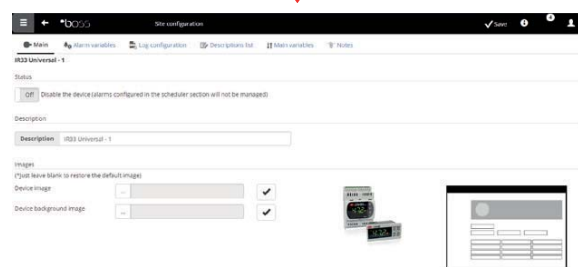 *boss Site configuration Save
Main Alarm variables Log configuration Descriptions list Main variables Notes
IR33 Universal - 1
Status
Off Disable the device (alarms configured in the scheduler section will not be managed)
Description
Description IR33 Universal - 1
Images
(*Just leave blank to restore the default image)
Device image ...
Device background image ...